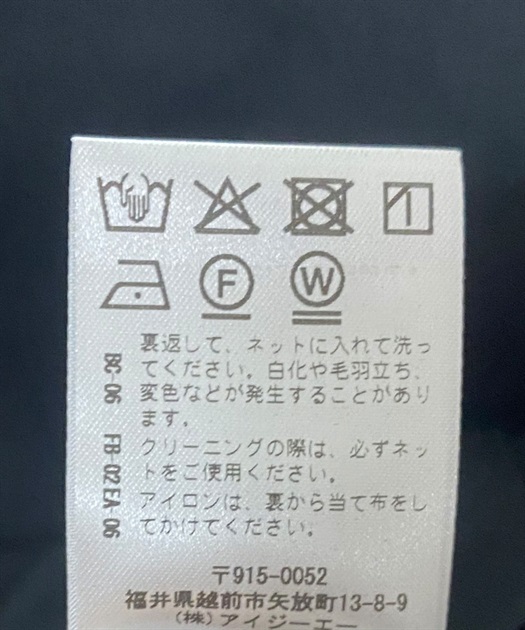 F W
裏返して、ネットに入れて洗っ
てください。白化や毛羽立ち、
変色などが発生することがあり
ます。
クリーニングの際は、必ずネッ
トをご使用ください。
アイロンは、裏から当て布をし
てかけてください。
BC-06
FB-02
EA-06
〒915-0052
福井県越前市矢放町13-8-9
(株)アイジーエー